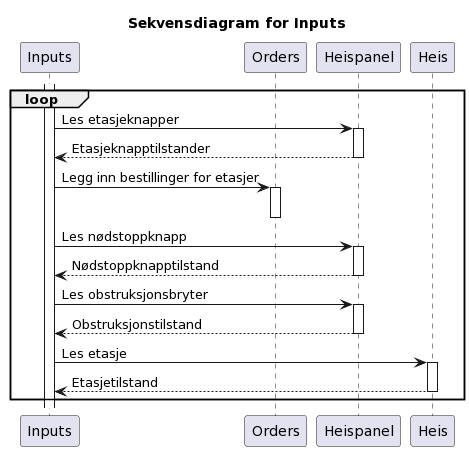 Sekvensdiagram for Inputs
Inputs Orders Heispanel Heis
loop
Les etasjeknapper
Etasjeknapptilstander
Legg inn bestillinger for etasjer
Les nødstoppknapp
Nødstoppknapptilstand
Les obstruksjonsbryter
Obstruksjonstilstand
Les etasje
Etasjetilstand
Inputs Orders Heispanel Heis